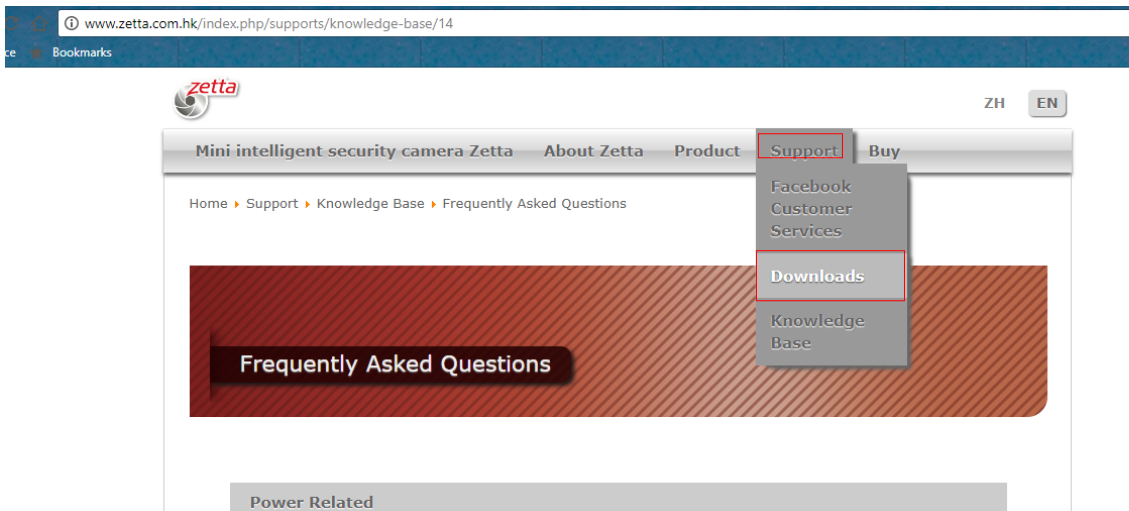 www.zetta.com.hk/index.php/supports/knowledge-base/14
ce Bookmarks
zetta
ZH EN
Mini intelligent security camera Zetta About Zetta Product Support Buy
Home Support Knowledge Base Frequently Asked Questions
Facebook
Customer
Services
Downloads
Knowledge
Base
Frequently Asked Questions
Power Related